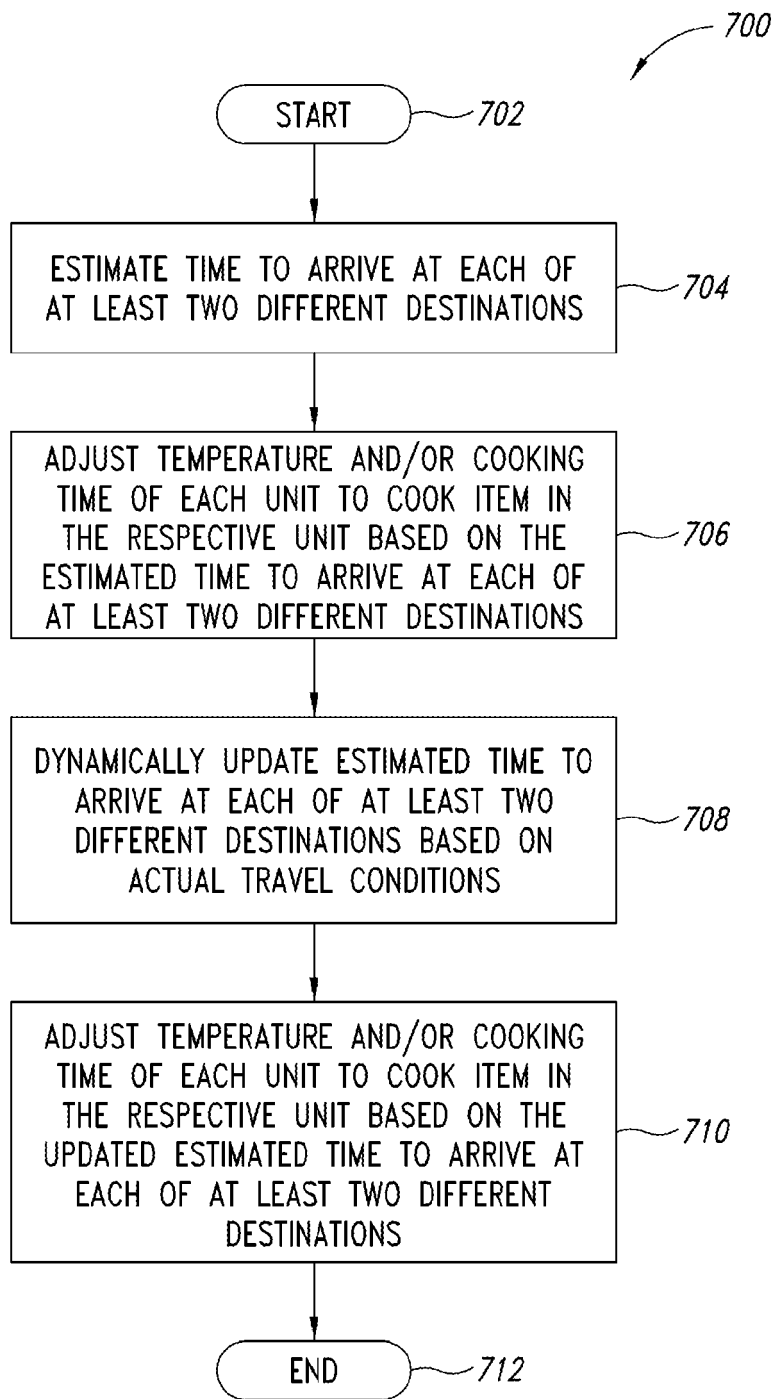 700
START
702
ESTIMATE TIME TO ARRIVE AT EACH OF
AT LEAST TWO DIFFERENT DESTINATIONS
704
ADJUST TEMPERATURE AND/OR COOKING
TIME OF EACH UNIT TO COOK ITEM IN
THE RESPECTIVE UNIT BASED ON THE
ESTIMATED TIME TO ARRIVE AT EACH OF
AT LEAST TWO DIFFERENT DESTINATIONS
706
DYNAMICALLY UPDATE ESTIMATED TIME TO
ARRIVE AT EACH OF AT LEAST TWO
DIFFERENT DESTINATIONS BASED ON
ACTUAL TRAVEL CONDITIONS
708
ADJUST TEMPERATURE AND/OR COOKING
TIME OF EACH UNIT TO COOK ITEM IN
THE RESPECTIVE UNIT BASED ON THE
UPDATED ESTIMATED TIME TO ARRIVE AT
EACH OF AT LEAST TWO DIFFERENT
DESTINATIONS
710
END
712